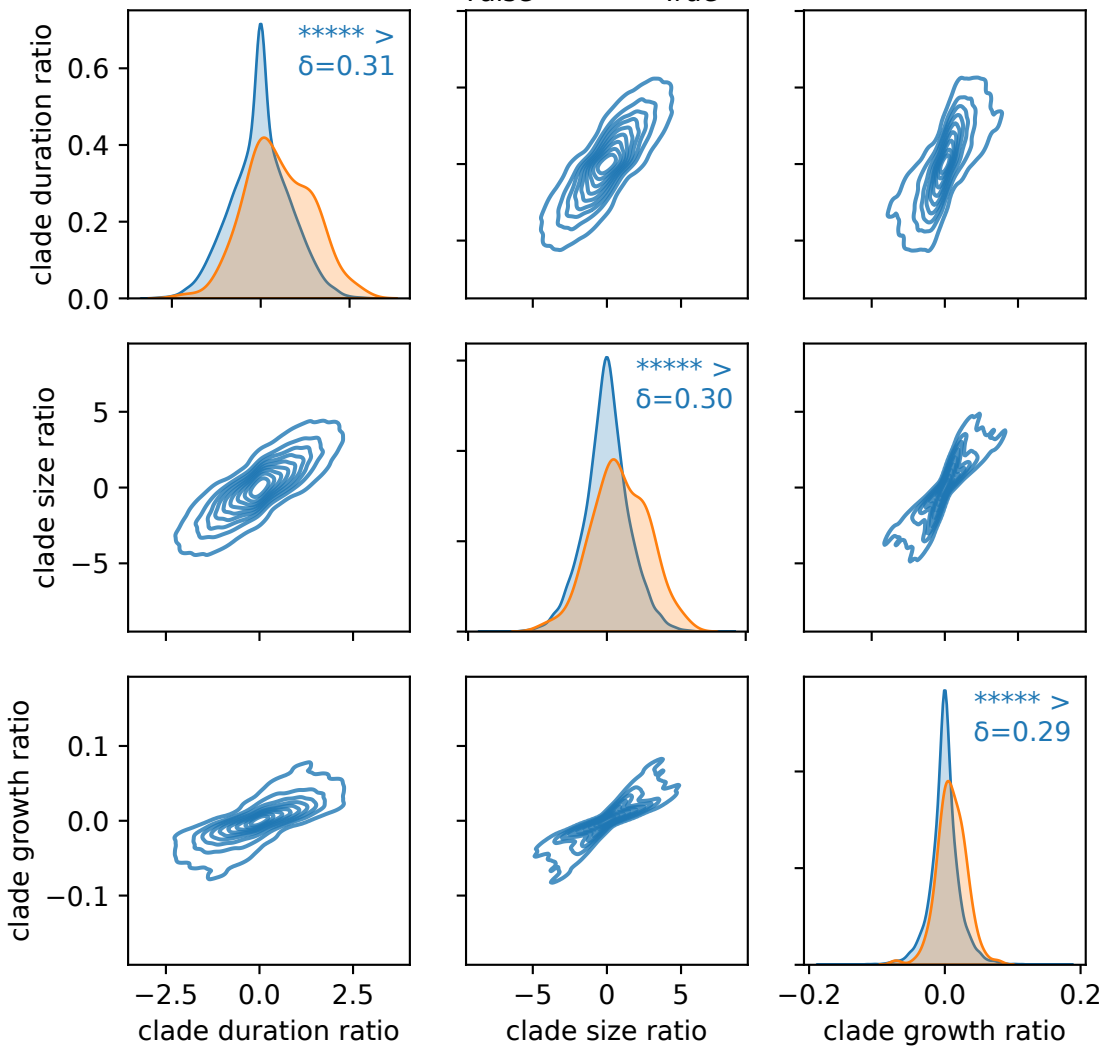 clade duration ratio
0.6
0.4
0.2
0.0
***** >
δ=0.31
clade size ratio
5
0
−5
***** >
δ=0.30
clade growth ratio
0.1
0.0
−0.1
***** >
δ=0.29
−2.5 0.0 2.5
−5 0 5
−0.2 0.0 0.2
clade duration ratio
clade size ratio
clade growth ratio